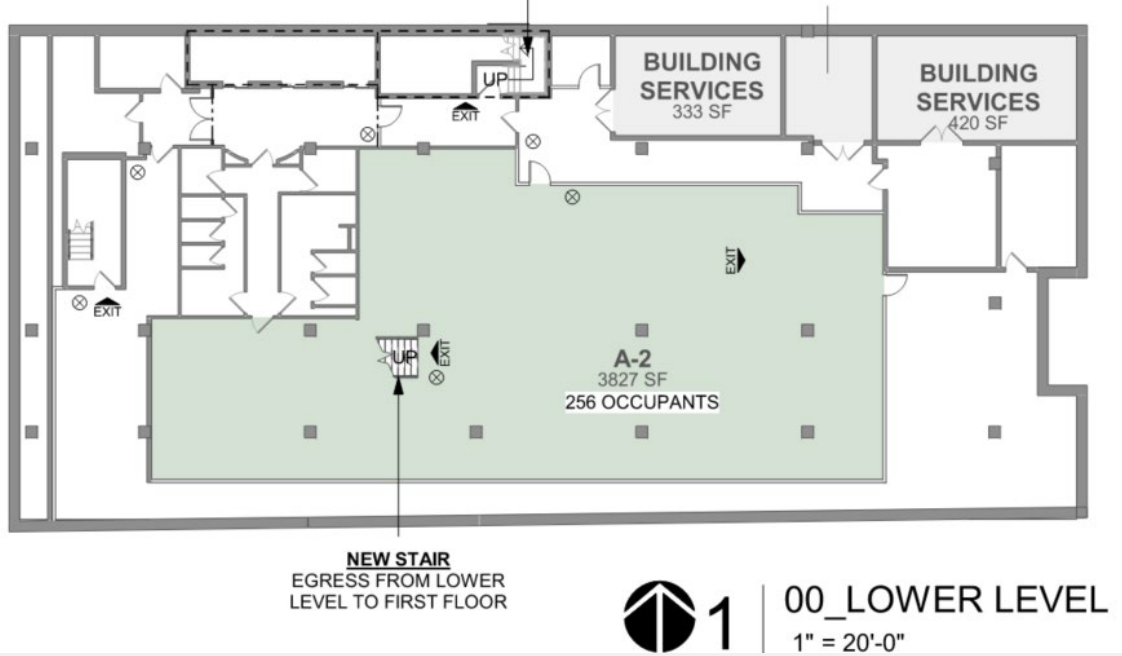 BUILDING
SERVICES
333 SF
BUILDING
SERVICES
420 SF
UP
EXIT
EXIT
EXIT
UP
EXIT
A-2
3827 SF
256 OCCUPANTS
NEW STAIR
EGRESS FROM LOWER
LEVEL TO FIRST FLOOR
1
00_LOWER LEVEL
1" = 20'-0"